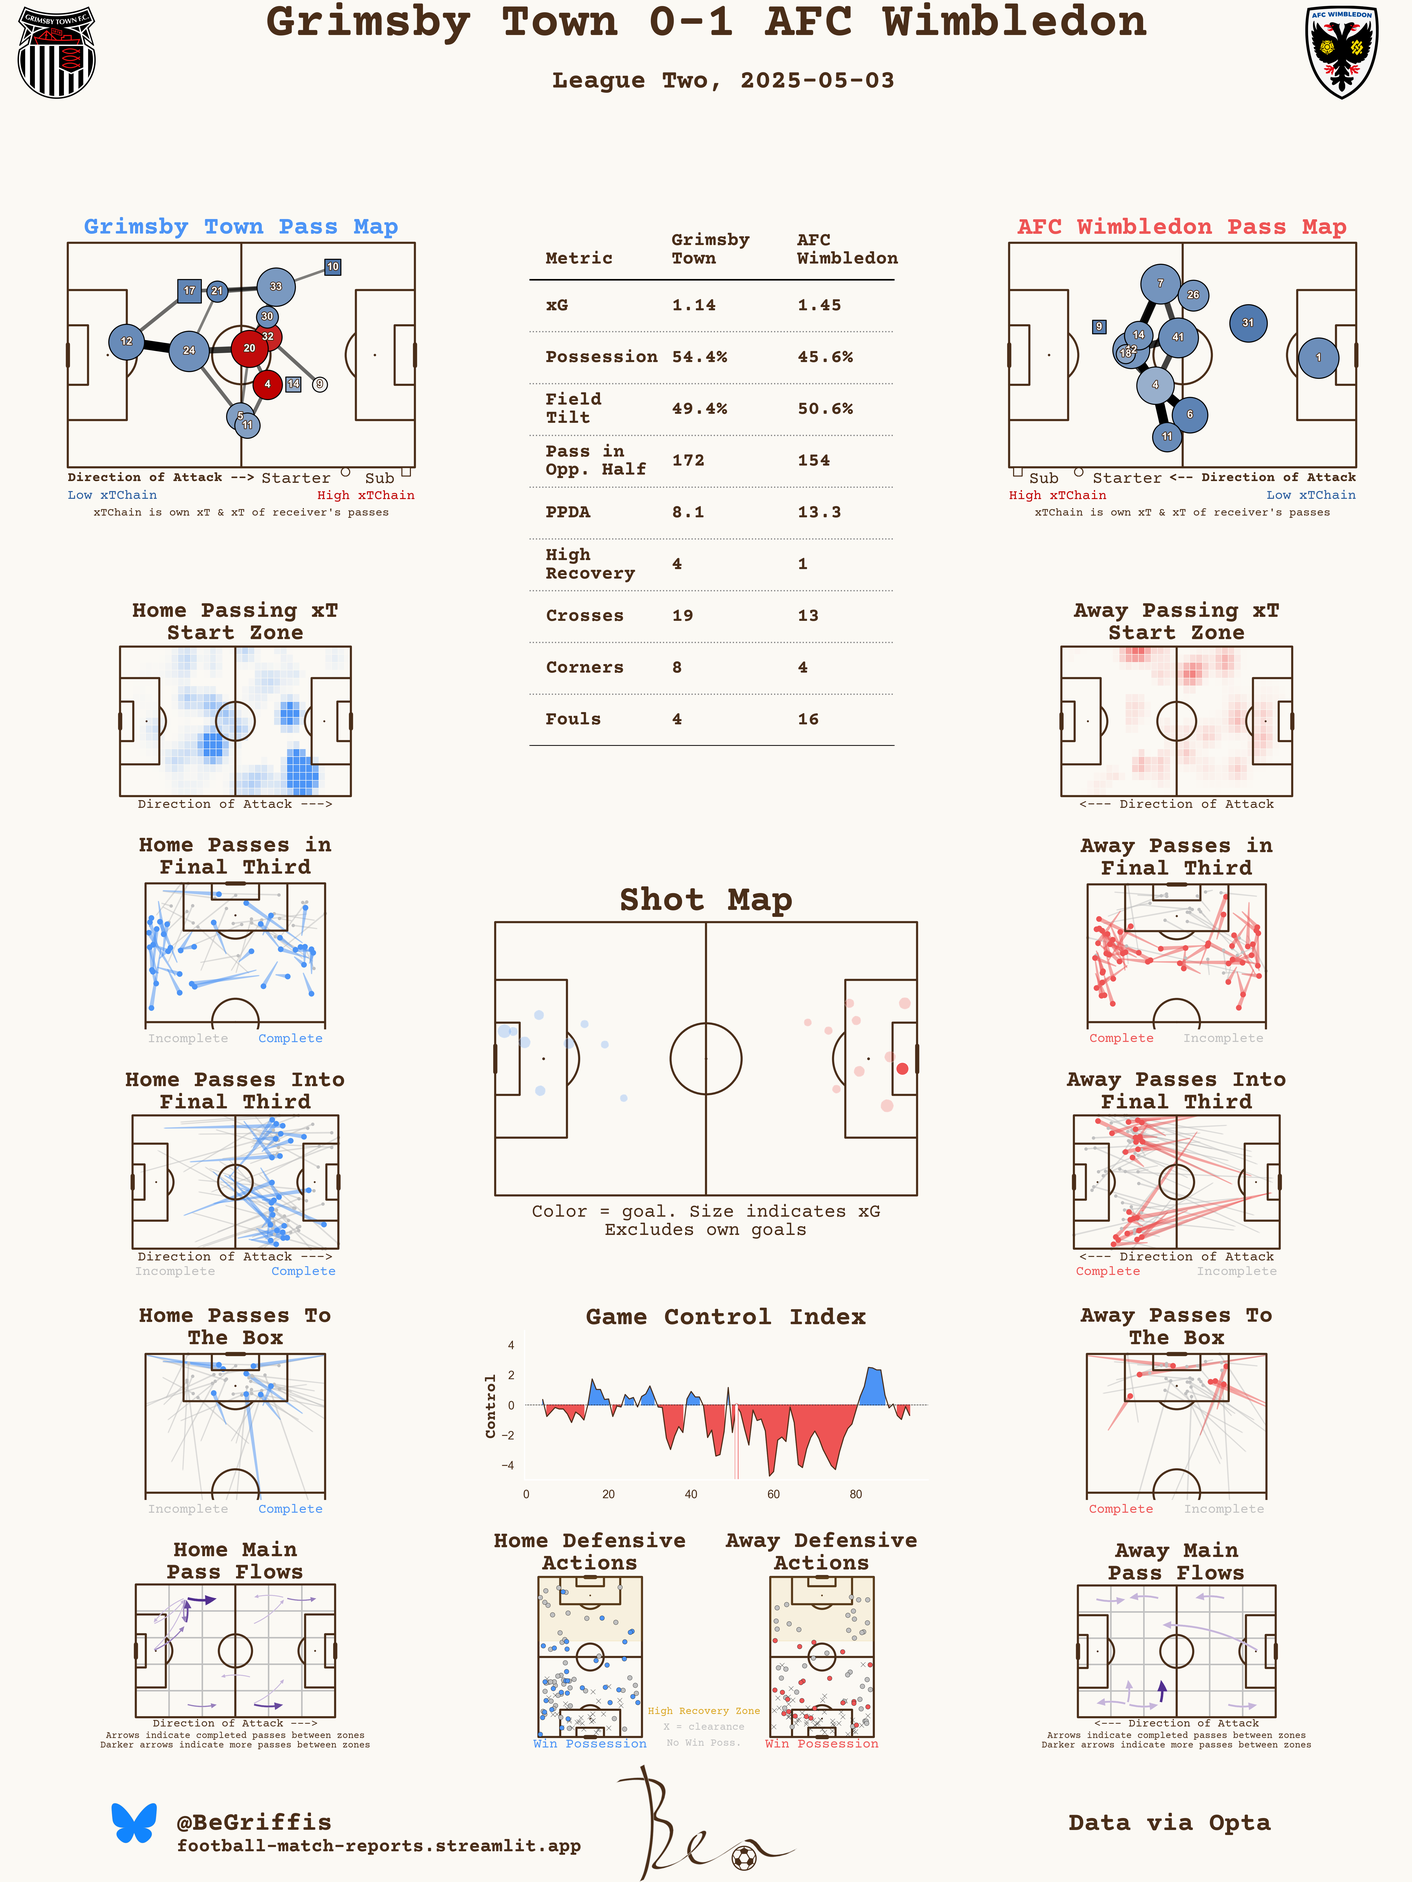 Grimsby Town 0-1 AFC Wimbledon
League Two, 2025-05-03
GRIMSBY TOWN F.C.
AFC WIMBLEDON
Grimsby Town Pass Map
10
17
21
33
30
12
24
20
32
4
14
9
5
11
Direction of Attack -->
Starter
Sub
Low xTChain
High xTChain
xTChain is own xT & xT of receiver's passes
Metric
Grimsby Town
AFC Wimbledon
xG 1.14 1.45
Possession 54.4% 45.6%
Field Tilt 49.4% 50.6%
Pass in Opp. Half 172 154
PPDA 8.1 13.3
High Recovery 4 1
Crosses 19 13
Corners 8 4
Fouls 4 16
AFC Wimbledon Pass Map
7
26
9
14
41
31
18
1
4
6
11
Sub
Starter
<-- Direction of Attack
High xTChain
Low xTChain
xTChain is own xT & xT of receiver's passes
Home Passing xT
Start Zone
Direction of Attack --->
Away Passing xT
Start Zone
<--- Direction of Attack
Home Passes in
Final Third
Incomplete
Complete
Shot Map
Color = goal. Size indicates xG
Excludes own goals
Away Passes in
Final Third
Complete
Incomplete
Home Passes Into
Final Third
Direction of Attack --->
Incomplete
Complete
Away Passes Into
Final Third
<--- Direction of Attack
Complete
Incomplete
Home Passes To
The Box
Incomplete
Complete
Game Control Index
Control
4
2
0
−2
−4
0 20 40 60 80
Away Passes To
The Box
Complete
Incomplete
Home Main
Pass Flows
Direction of Attack --->
Arrows indicate completed passes between zones
Darker arrows indicate more passes between zones
Home Defensive
Actions
Win Possession
High Recovery Zone
X = clearance
No Win Poss.
Away Defensive
Actions
Win Possession
Away Main
Pass Flows
<--- Direction of Attack
Arrows indicate completed passes between zones
Darker arrows indicate more passes between zones
@BeGriffis
football-match-reports.streamlit.app
Ben
Data via Opta